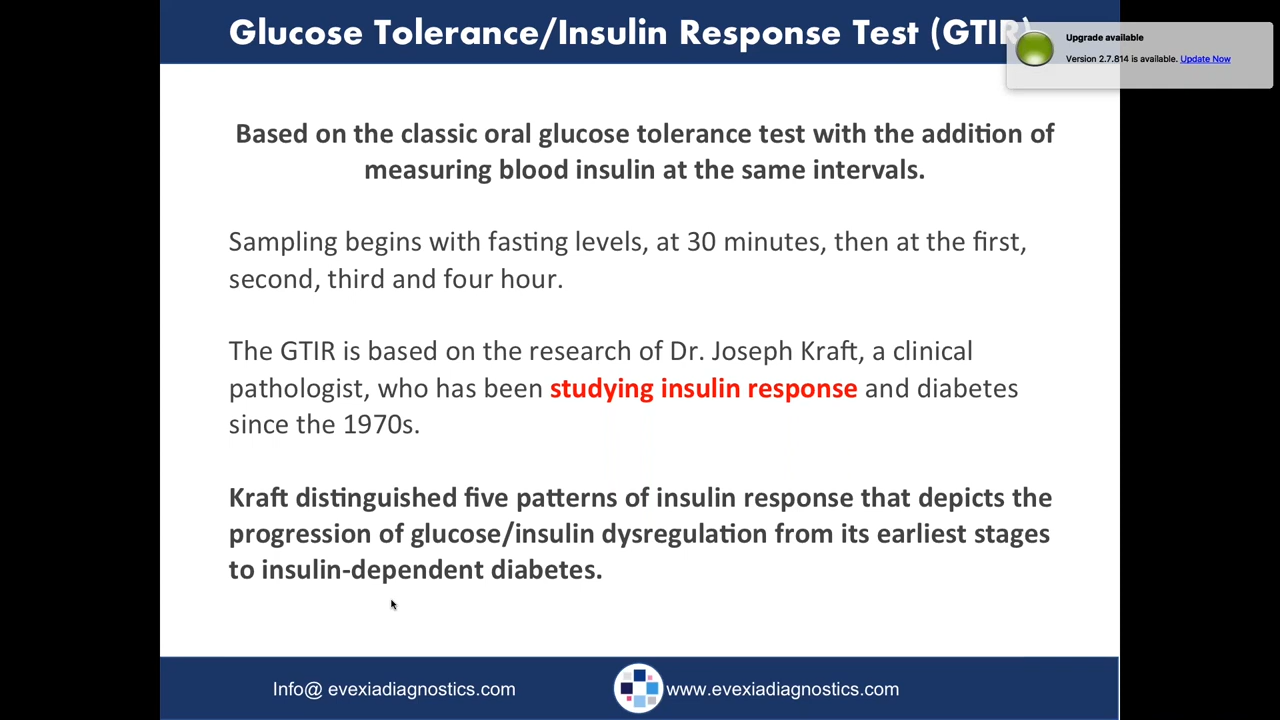 Glucose Tolerance/Insulin Response Test (GTIR)
Upgrade available
Version 2.7.814 is available. Update Now
Based on the classic oral glucose tolerance test with the addition of
measuring blood insulin at the same intervals.
Sampling begins with fasting levels, at 30 minutes, then at the first,
second, third and four hour.
The GTIR is based on the research of Dr. Joseph Kraft, a clinical
pathologist, who has been studying insulin response and diabetes
since the 1970s.
Kraft distinguished five patterns of insulin response that depicts the
progression of glucose/insulin dysregulation from its earliest stages
to insulin-dependent diabetes.
Info@ evexiadiagnostics.com
www.evexiadiagnostics.com